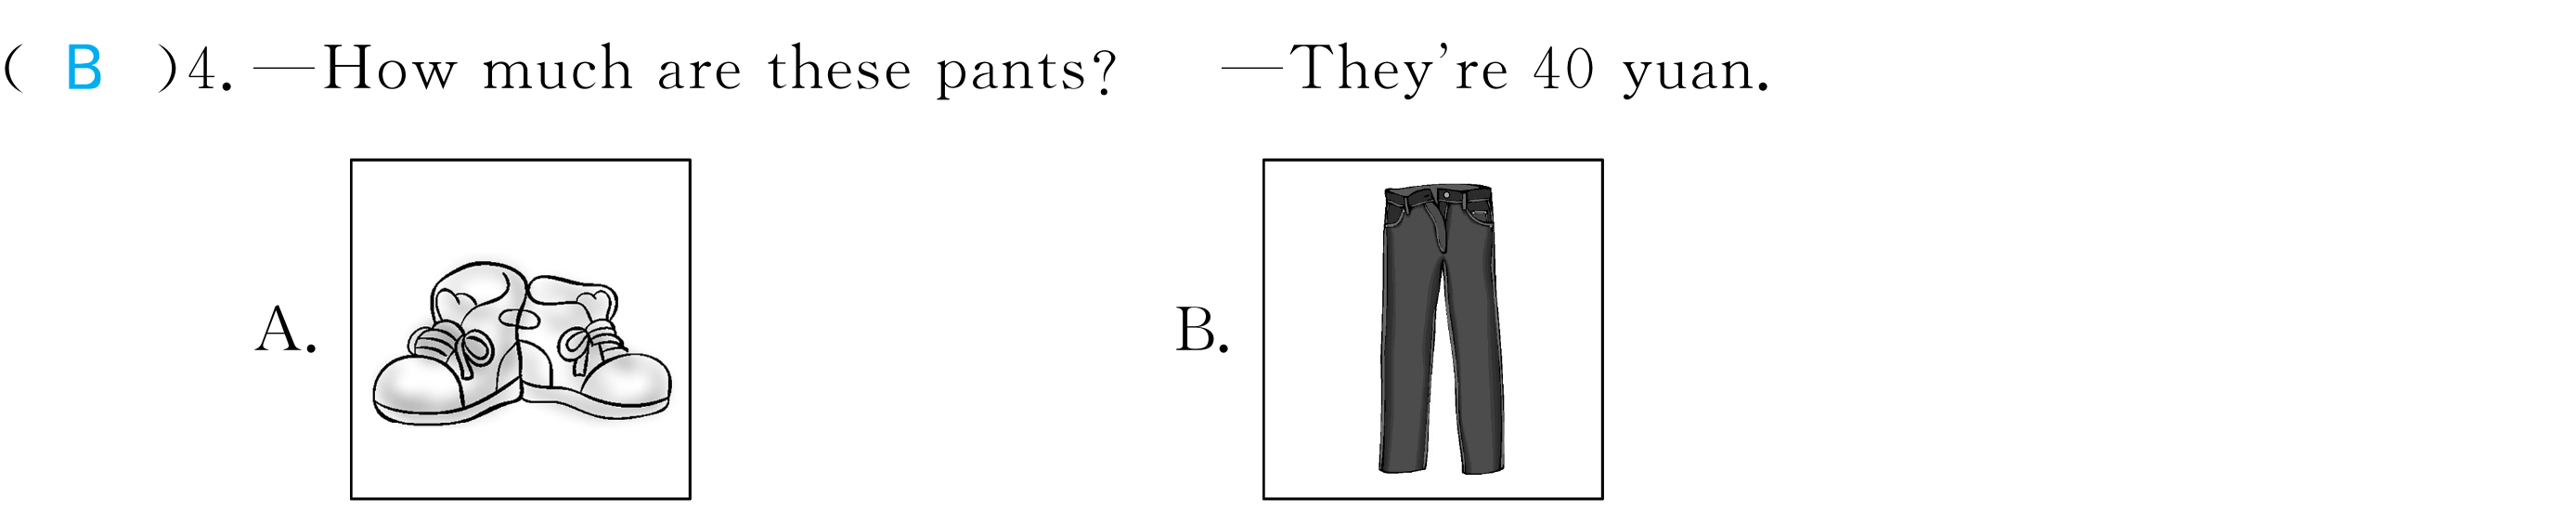 ( B )4. —How much are these pants? —They're 40 yuan.
A. B.